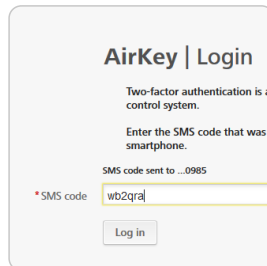 AirKey | Login
Two-factor authentication is a
control system.
Enter the SMS code that was
smartphone.
SMS code sent to ...0985
* SMS code wb2qra
Log in